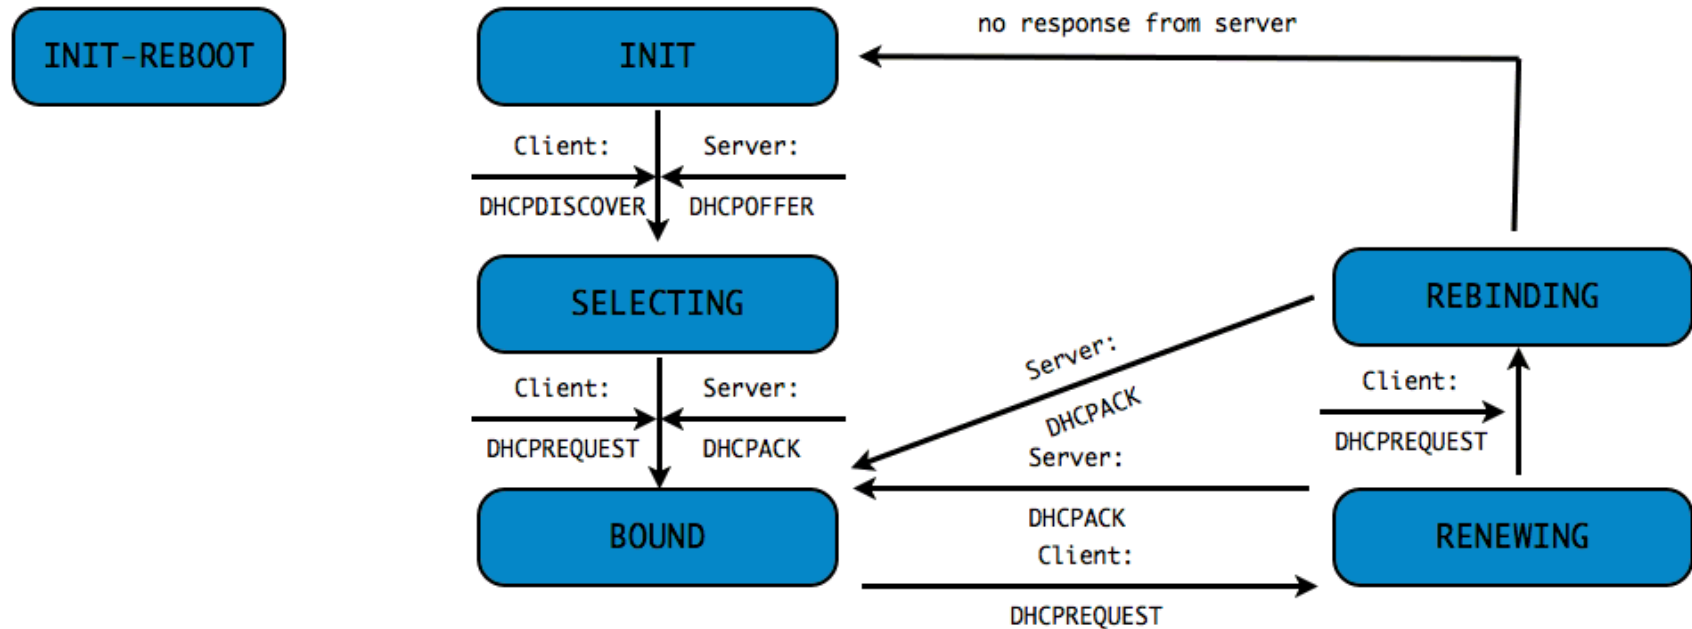 no response from server
INIT-REBOOT
INIT
Client:
Server:
DHCPDISCOVER
DHCPOFFER
SELECTING
REBINDING
Server:
DHCPACK
Client:
Server:
DHCPREQUEST
DHCPACK
Client:
DHCPREQUEST
Server:
DHCPACK
BOUND
RENEWING
Client:
DHCPREQUEST